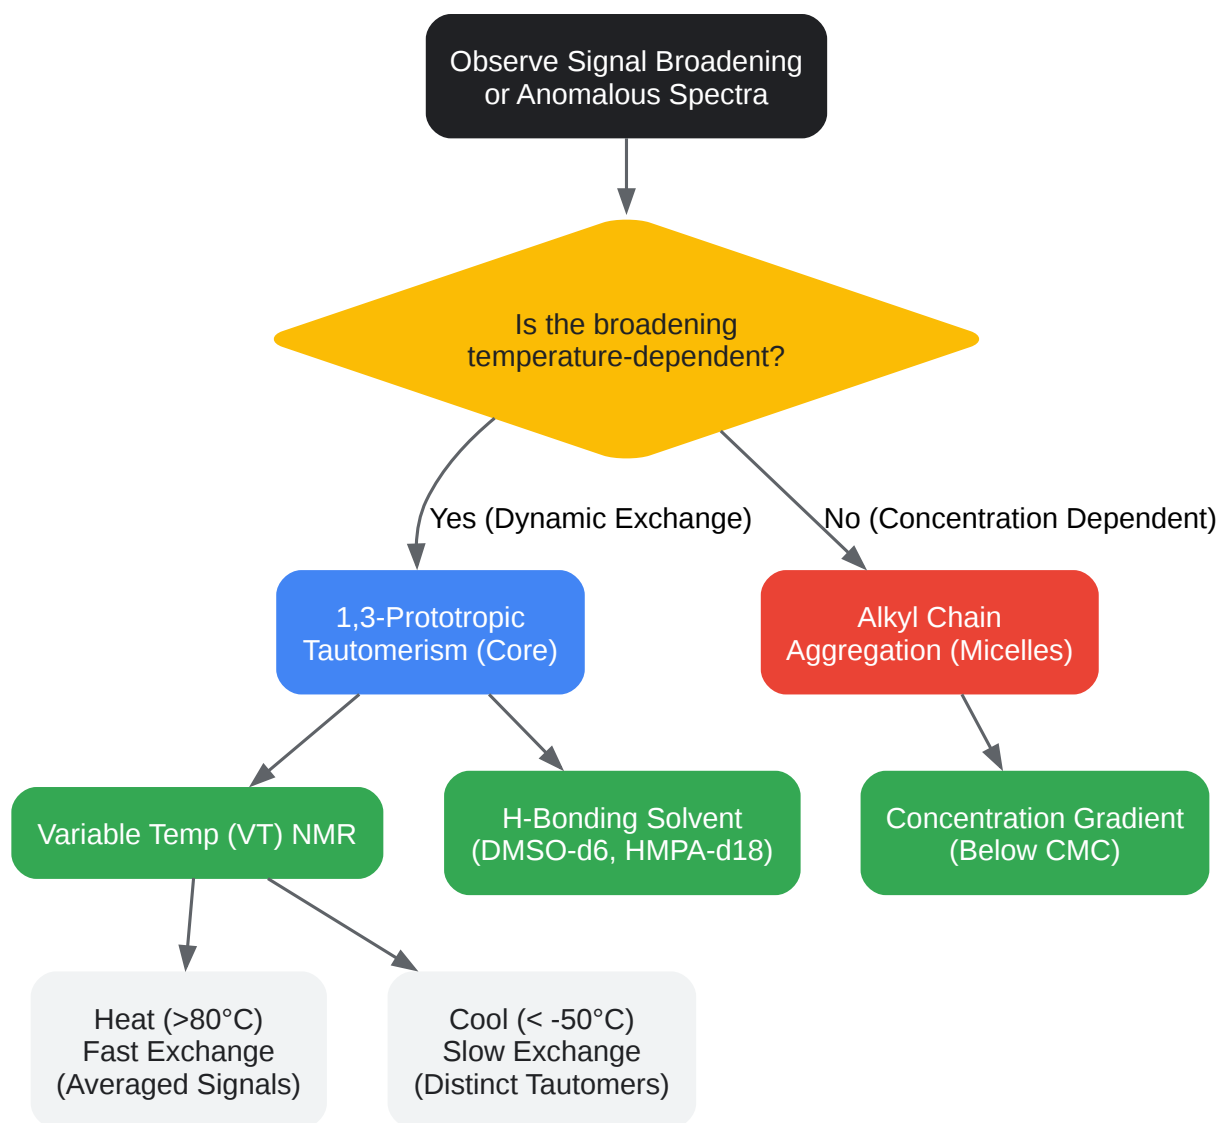 Observe Signal Broadening
or Anomalous Spectra
Is the broadening
temperature-dependent?
Yes (Dynamic Exchange)
No (Concentration Dependent)
1,3-Prototropic
Tautomerism (Core)
Alkyl Chain
Aggregation (Micelles)
Variable Temp (VT) NMR
H-Bonding Solvent
(DMSO-d6, HMPA-d18)
Concentration Gradient
(Below CMC)
Heat (>80°C)
Fast Exchange
(Averaged Signals)
Cool (< -50°C)
Slow Exchange
(Distinct Tautomers)